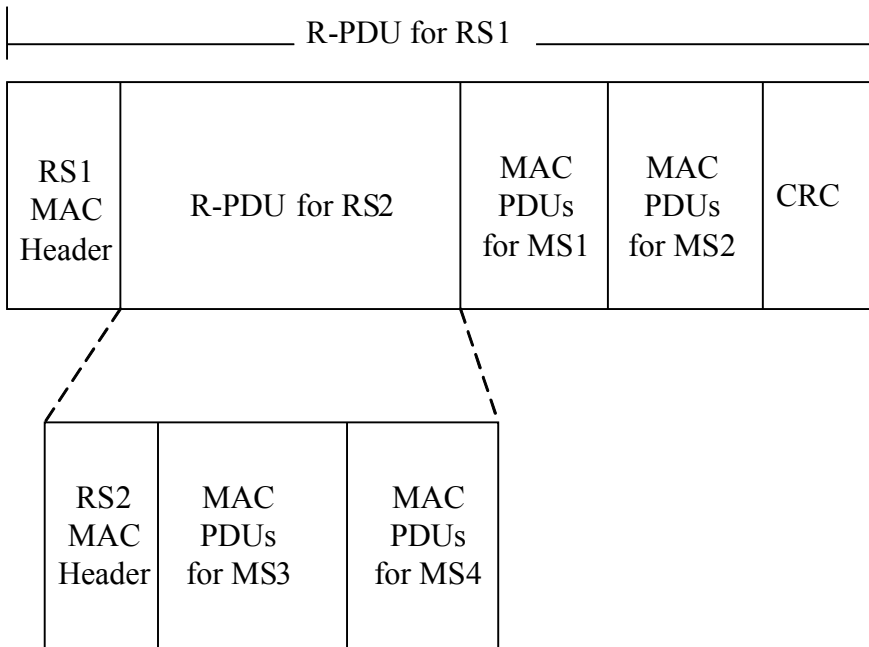 R-PDU for RS1
RS1
MAC
Header
R-PDU for RS2
MAC
PDUs
for MS1
MAC
PDUs
for MS2
CRC
RS2
MAC
Header
MAC
PDUs
for MS3
MAC
PDUs
for MS4